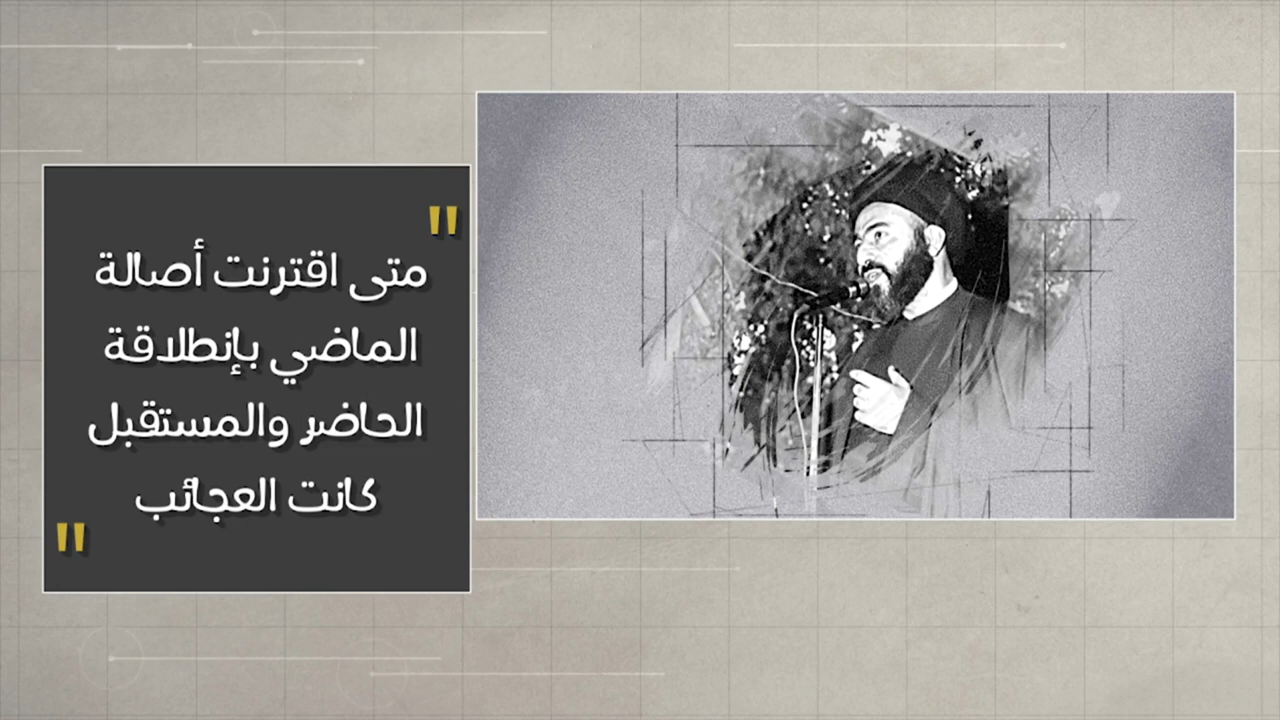 "
متى اقترنت أصالة
الماضي بإنطلاقة
الحاضر والمستقبل
كانت العجائب
"